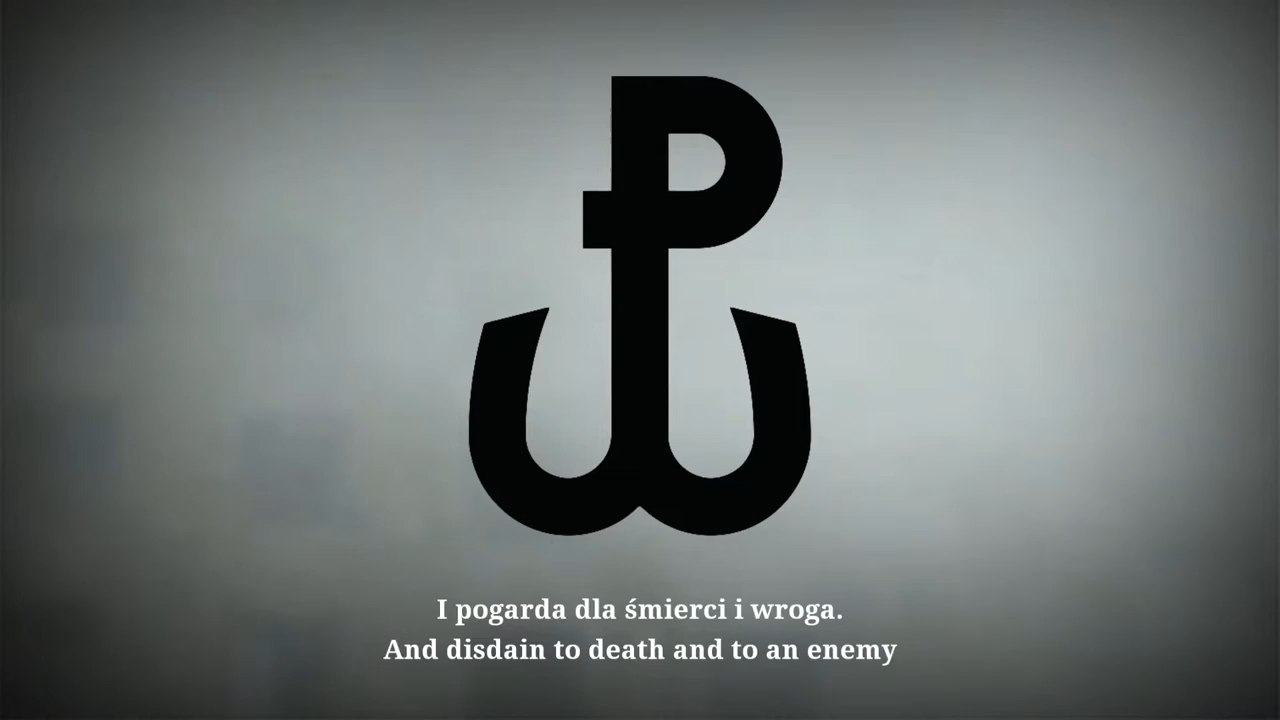 I pogarda dla śmierci i wroga.
And disdain to death and to an enemy